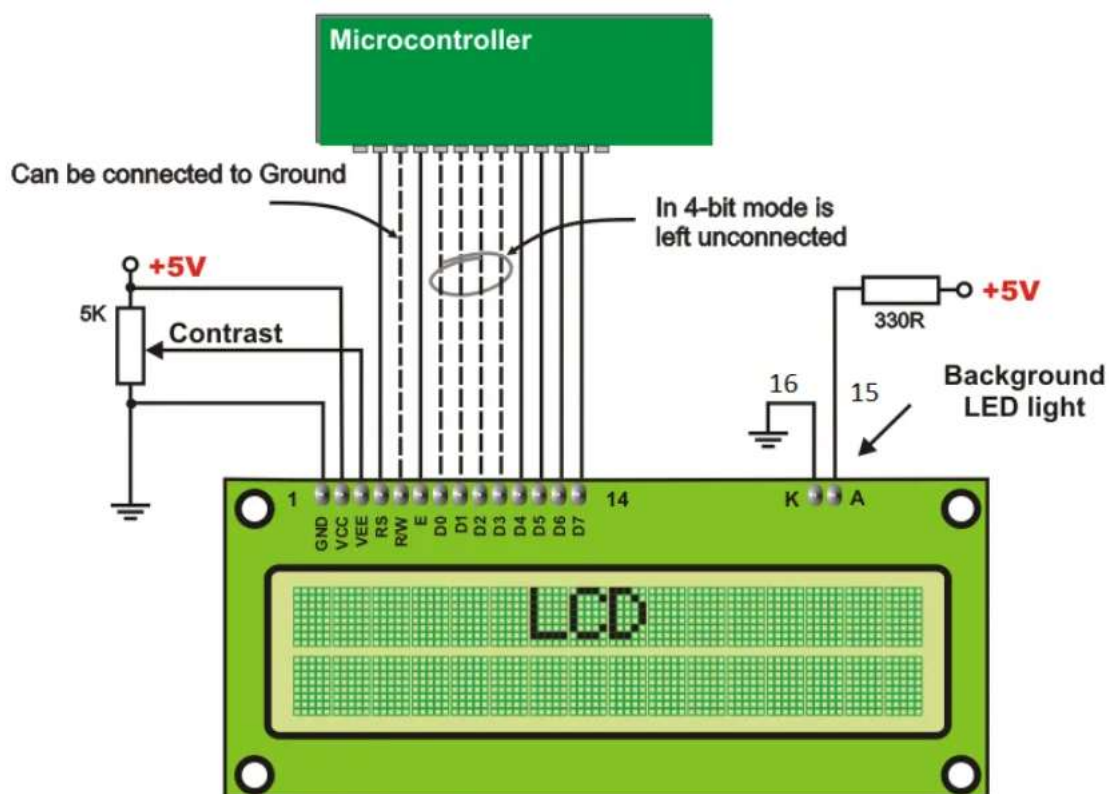 Microcontroller
Can be connected to Ground
In 4-bit mode is
left unconnected
+5V
5K
Contrast
+5V
330R
16
15
Background
LED light
1
14
K
A
GND
VCC
VEE
RS
R/W
E
D0
D1
D2
D3
D4
D5
D6
D7
LCD